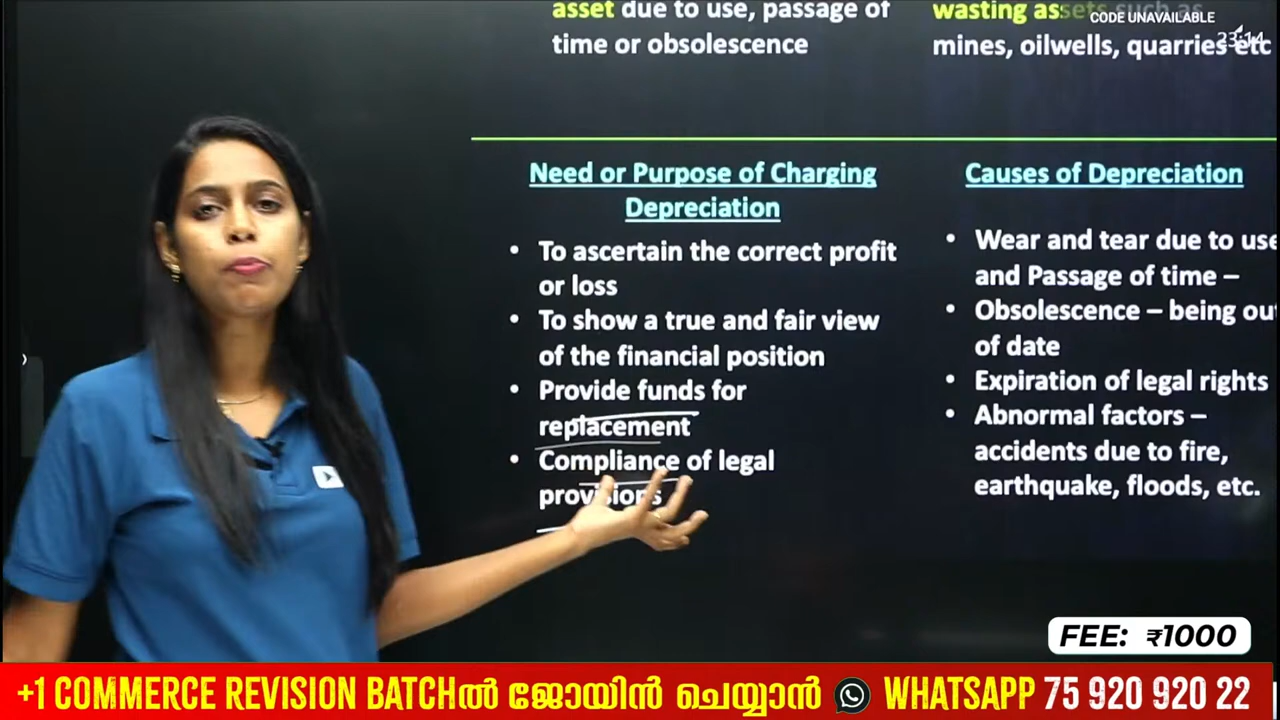 asset due to use, passage of
time or obsolescence
wasting assets such as
mines, oilwells, quarries etc
CODE UNAVAILABLE
23:14
Need or Purpose of Charging
Depreciation
• To ascertain the correct profit
or loss
• To show a true and fair view
of the financial position
• Provide funds for
replacement
• Compliance of legal
provisions
Causes of Depreciation
• Wear and tear due to use
and Passage of time –
• Obsolescence – being out
of date
• Expiration of legal rights
• Abnormal factors –
accidents due to fire,
earthquake, floods, etc.
FEE: ₹1000
+1 COMMERCE REVISION BATCHൽ ജോയിൻ ചെയ്യാൻ WHATSAPP 75 920 920 22